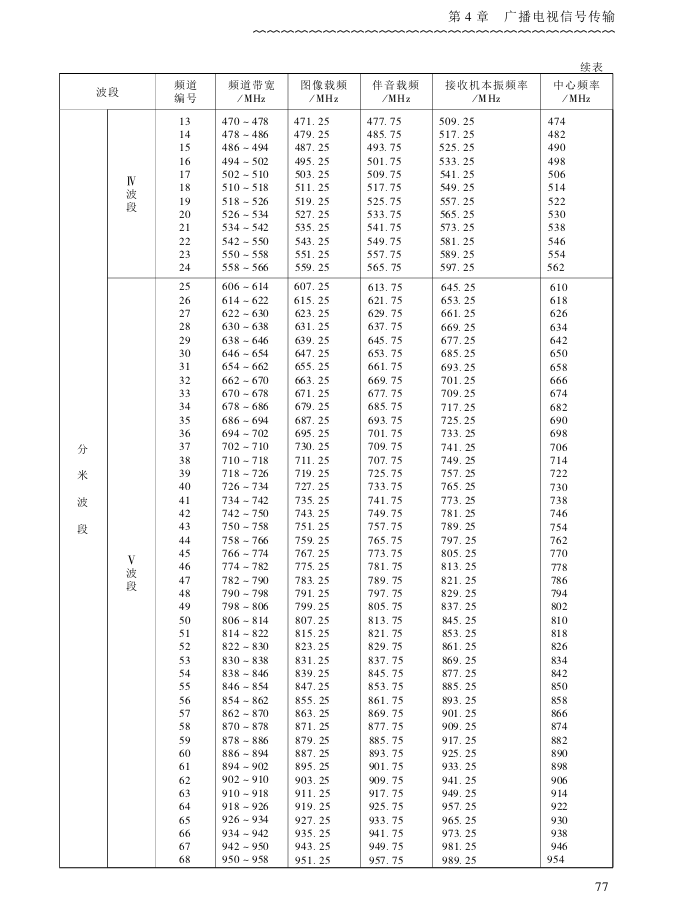 第 4 章　广播电视信号传输
续表
波段 频道编号 频道带宽/MHz 图像载频/MHz 伴音载频/MHz 接收机本振频率/MHz 中心频率/MHz
分米波段
Ⅳ波段
13 470 ~ 478 471. 25 477. 75 509. 25 474
14 478 ~ 486 479. 25 485. 75 517. 25 482
15 486 ~ 494 487. 25 493. 75 525. 25 490
16 494 ~ 502 495. 25 501. 75 533. 25 498
17 502 ~ 510 503. 25 509. 75 541. 25 506
18 510 ~ 518 511. 25 517. 75 549. 25 514
19 518 ~ 526 519. 25 525. 75 557. 25 522
20 526 ~ 534 527. 25 533. 75 565. 25 530
21 534 ~ 542 535. 25 541. 75 573. 25 538
22 542 ~ 550 543. 25 549. 75 581. 25 546
23 550 ~ 558 551. 25 557. 75 589. 25 554
24 558 ~ 566 559. 25 565. 75 597. 25 562
Ⅴ波段
25 606 ~ 614 607. 25 613. 75 645. 25 610
26 614 ~ 622 615. 25 621. 75 653. 25 618
27 622 ~ 630 623. 25 629. 75 661. 25 626
28 630 ~ 638 631. 25 637. 75 669. 25 634
29 638 ~ 646 639. 25 645. 75 677. 25 642
30 646 ~ 654 647. 25 653. 75 685. 25 650
31 654 ~ 662 655. 25 661. 75 693. 25 658
32 662 ~ 670 663. 25 669. 75 701. 25 666
33 670 ~ 678 671. 25 677. 75 709. 25 674
34 678 ~ 686 679. 25 685. 75 717. 25 682
35 686 ~ 694 687. 25 693. 75 725. 25 690
36 694 ~ 702 695. 25 701. 75 733. 25 698
37 702 ~ 710 730. 25 709. 75 741. 25 706
38 710 ~ 718 711. 25 707. 75 749. 25 714
39 718 ~ 726 719. 25 725. 75 757. 25 722
40 726 ~ 734 727. 25 733. 75 765. 25 730
41 734 ~ 742 735. 25 741. 75 773. 25 738
42 742 ~ 750 743. 25 749. 75 781. 25 746
43 750 ~ 758 751. 25 757. 75 789. 25 754
44 758 ~ 766 759. 25 765. 75 797. 25 762
45 766 ~ 774 767. 25 773. 75 805. 25 770
46 774 ~ 782 775. 25 781. 75 813. 25 778
47 782 ~ 790 783. 25 789. 75 821. 25 786
48 790 ~ 798 791. 25 797. 75 829. 25 794
49 798 ~ 806 799. 25 805. 75 837. 25 802
50 806 ~ 814 807. 25 813. 75 845. 25 810
51 814 ~ 822 815. 25 821. 75 853. 25 818
52 822 ~ 830 823. 25 829. 75 861. 25 826
53 830 ~ 838 831. 25 837. 75 869. 25 834
54 838 ~ 846 839. 25 845. 75 877. 25 842
55 846 ~ 854 847. 25 853. 75 885. 25 850
56 854 ~ 862 855. 25 861. 75 893. 25 858
57 862 ~ 870 863. 25 869. 75 901. 25 866
58 870 ~ 878 871. 25 877. 75 909. 25 874
59 878 ~ 886 879. 25 885. 75 917. 25 882
60 886 ~ 894 887. 25 893. 75 925. 25 890
61 894 ~ 902 895. 25 901. 75 933. 25 898
62 902 ~ 910 903. 25 909. 75 941. 25 906
63 910 ~ 918 911. 25 917. 75 949. 25 914
64 918 ~ 926 919. 25 925. 75 957. 25 922
65 926 ~ 934 927. 25 933. 75 965. 25 930
66 934 ~ 942 935. 25 941. 75 973. 25 938
67 942 ~ 950 943. 25 949. 75 981. 25 946
68 950 ~ 958 951. 25 957. 75 989. 25 954
77